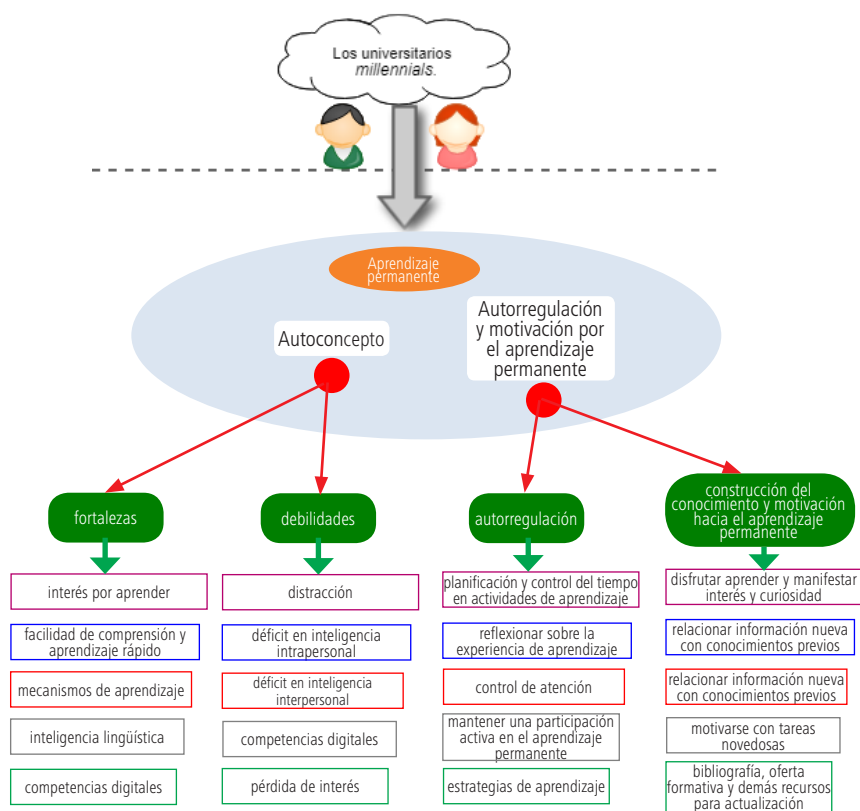 Los universitarios
millennials.
Aprendizaje
permanente
Autoconcepto
Autorregulación
y motivación por
el aprendizaje
permanente
fortalezas
debilidades
autorregulación
construcción del
conocimiento y motivación
hacia el aprendizaje
permanente
interés por aprender
facilidad de comprensión y
aprendizaje rápido
mecanismos de aprendizaje
inteligencia lingüística
competencias digitales
distracción
déficit en inteligencia
intrapersonal
déficit en inteligencia
interpersonal
competencias digitales
pérdida de interés
planificación y control del tiempo
en actividades de aprendizaje
reflexionar sobre la
experiencia de aprendizaje
control de atención
mantener una participación
activa en el aprendizaje
permanente
estrategias de aprendizaje
disfrutar aprender y manifestar
interés y curiosidad
relacionar información nueva
con conocimientos previos
relacionar información nueva
con conocimientos previos
motivarse con tareas
novedosas
bibliografía, oferta
formativa y demás recursos
para actualización